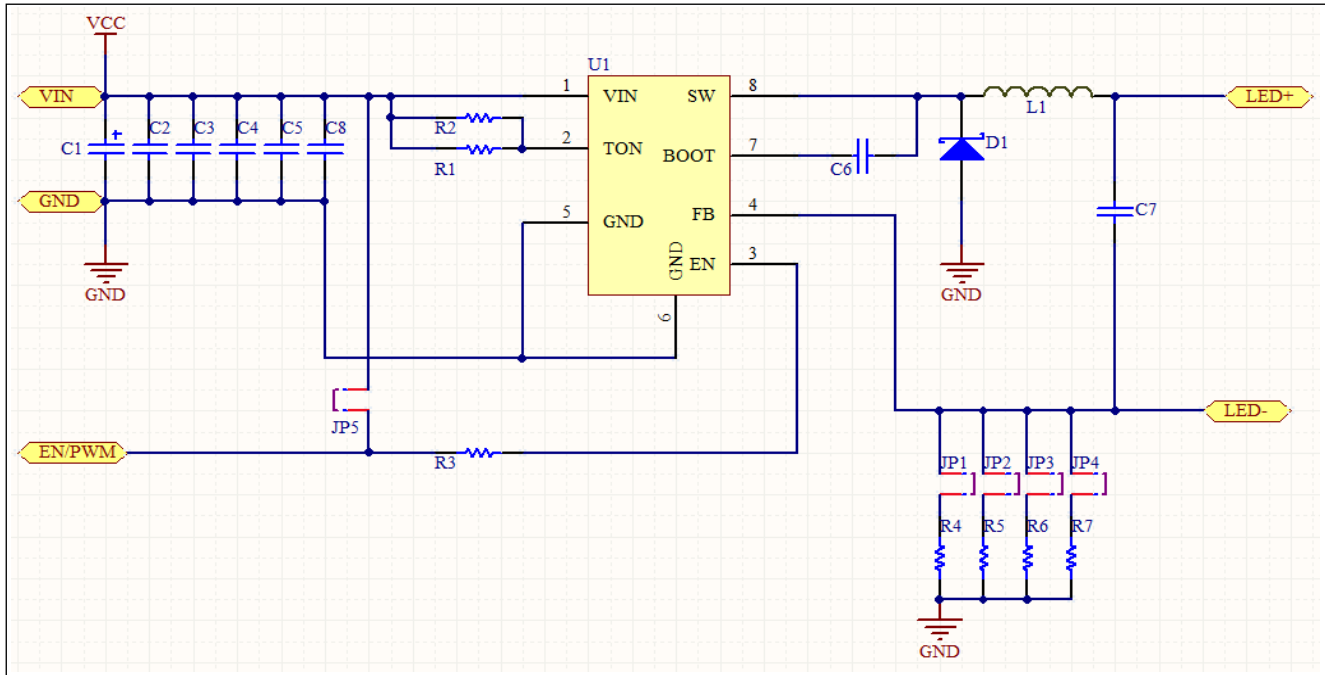 VCC
U1
VIN
1
VIN
SW
8
L1
LED+
C1
C2
C3
C4
C5
C8
R2
R1
2
TON
BOOT
7
C6
D1
GND
5
GND
FB
4
C7
GND
EN
3
6
GND
GND
JP5
LED-
EN/PWM
R3
JP1
JP2
JP3
JP4
R4
R5
R6
R7
GND